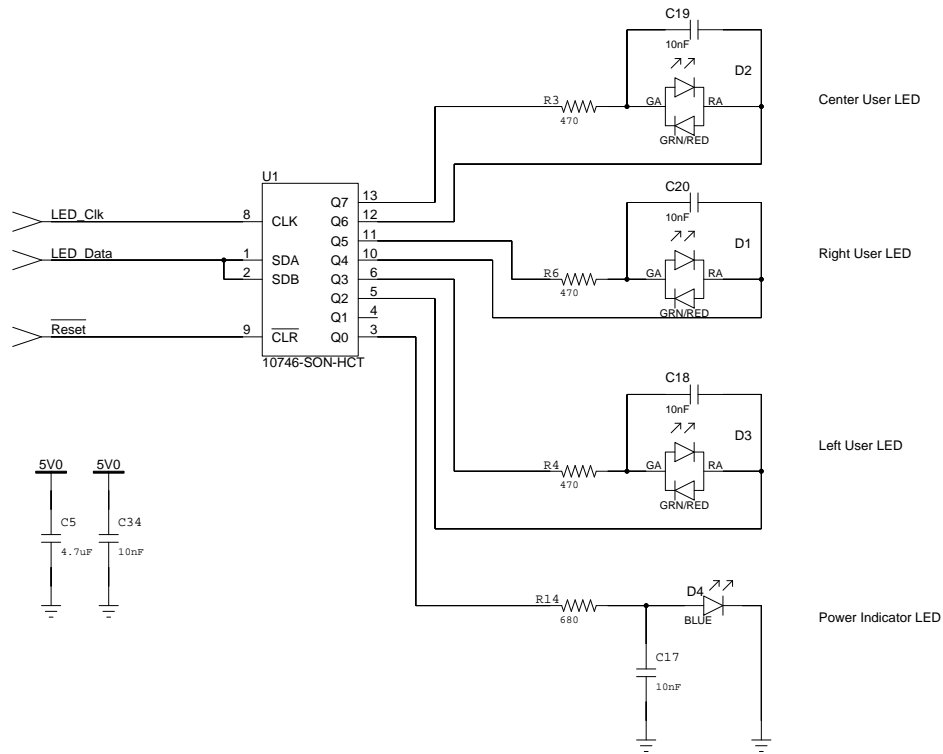 C19
10nF
D2
GA
RA
GRN/RED
R3
470
Center User LED
U1
Q7 13
LED_Clk 8 CLK
Q6 12
Q5 11
LED_Data 1 SDA
Q4 10
2 SDB
Q3 6
Q2 5
Q1 4
Reset 9 CLR
Q0 3
10746-SON-HCT
C20
10nF
D1
R6
470
GA
RA
GRN/RED
Right User LED
C18
10nF
D3
R4
470
GA
RA
GRN/RED
Left User LED
5V0
5V0
C5
4.7uF
C34
10nF
R14
680
D4
BLUE
C17
10nF
Power Indicator LED